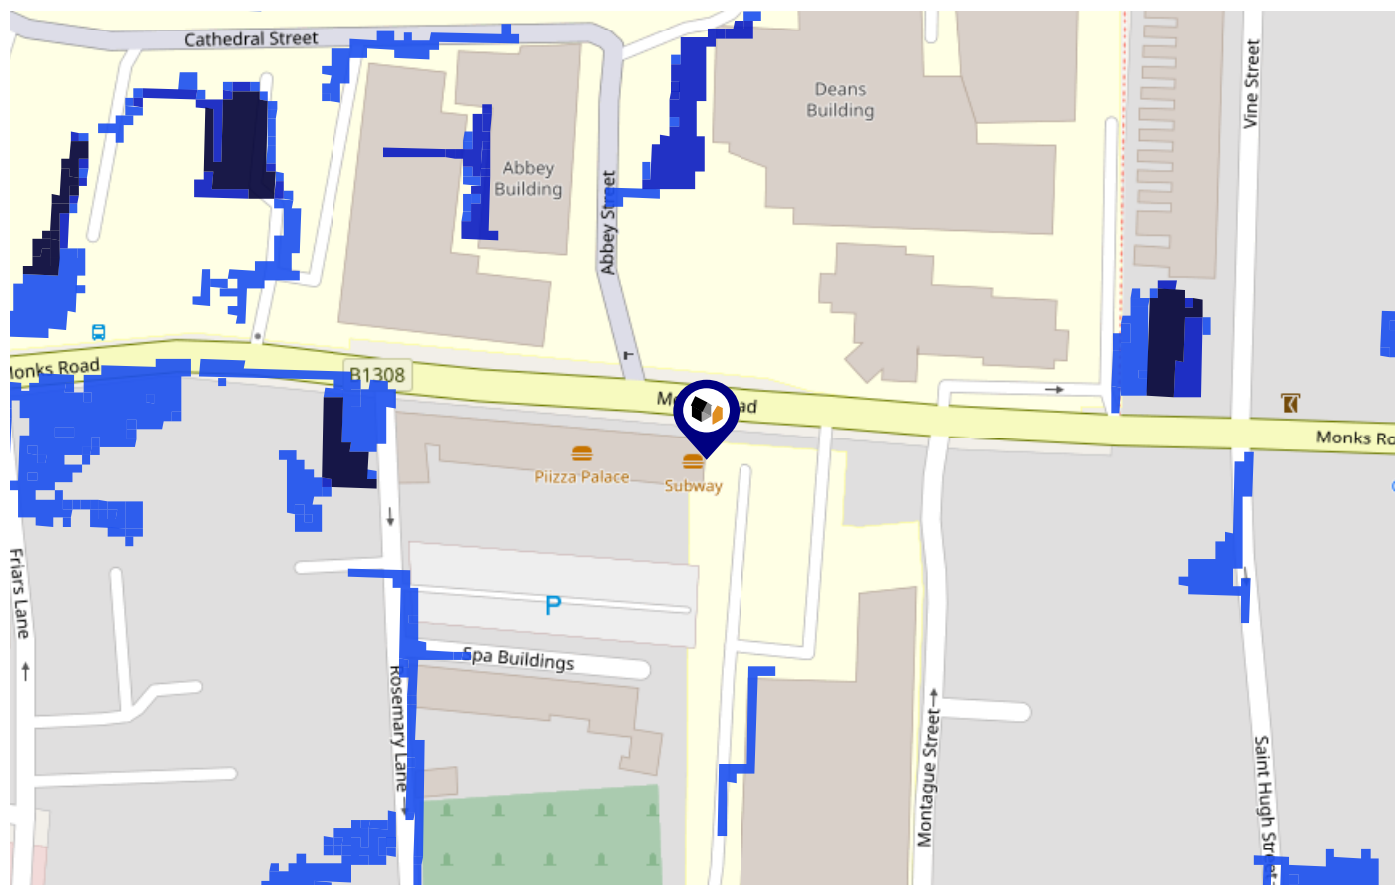 Cathedral Street
Deans
Building
Vine Street
Abbey
Building
Abbey Street
Monks Road
B1308
Piizza Palace
Subway
Monks Ro
Friars Lane
P
Spa Buildings
Rosemary Lane
Montague Street
Saint Hugh Street